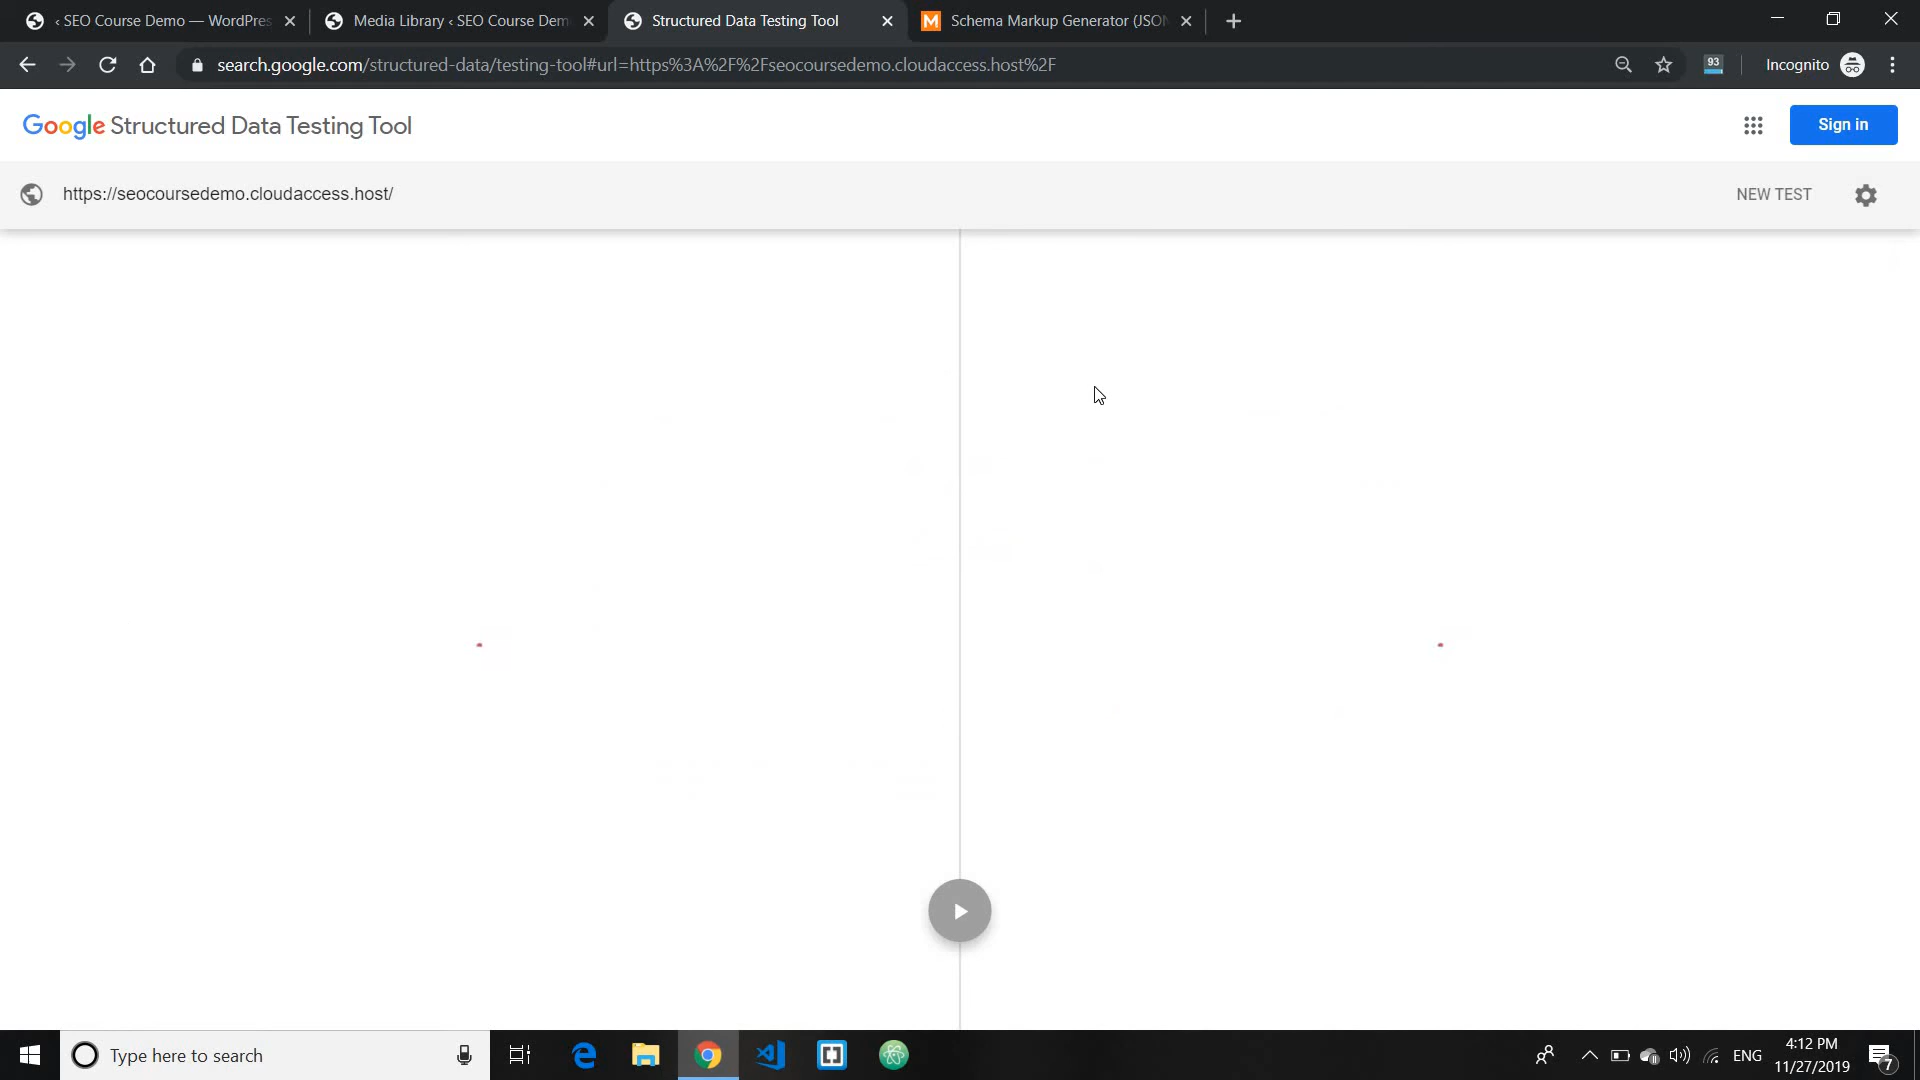 ‹ SEO Course Demo — WordPres
Media Library ‹ SEO Course Dem
Structured Data Testing Tool
Schema Markup Generator (JSON
search.google.com/structured-data/testing-tool#url=https%3A%2F%2Fseocoursedemo.cloudaccess.host%2F
93
Incognito
Google Structured Data Testing Tool
Sign in
https://seocoursedemo.cloudaccess.host/
NEW TEST
Type here to search
ENG
4:12 PM
11/27/2019
7